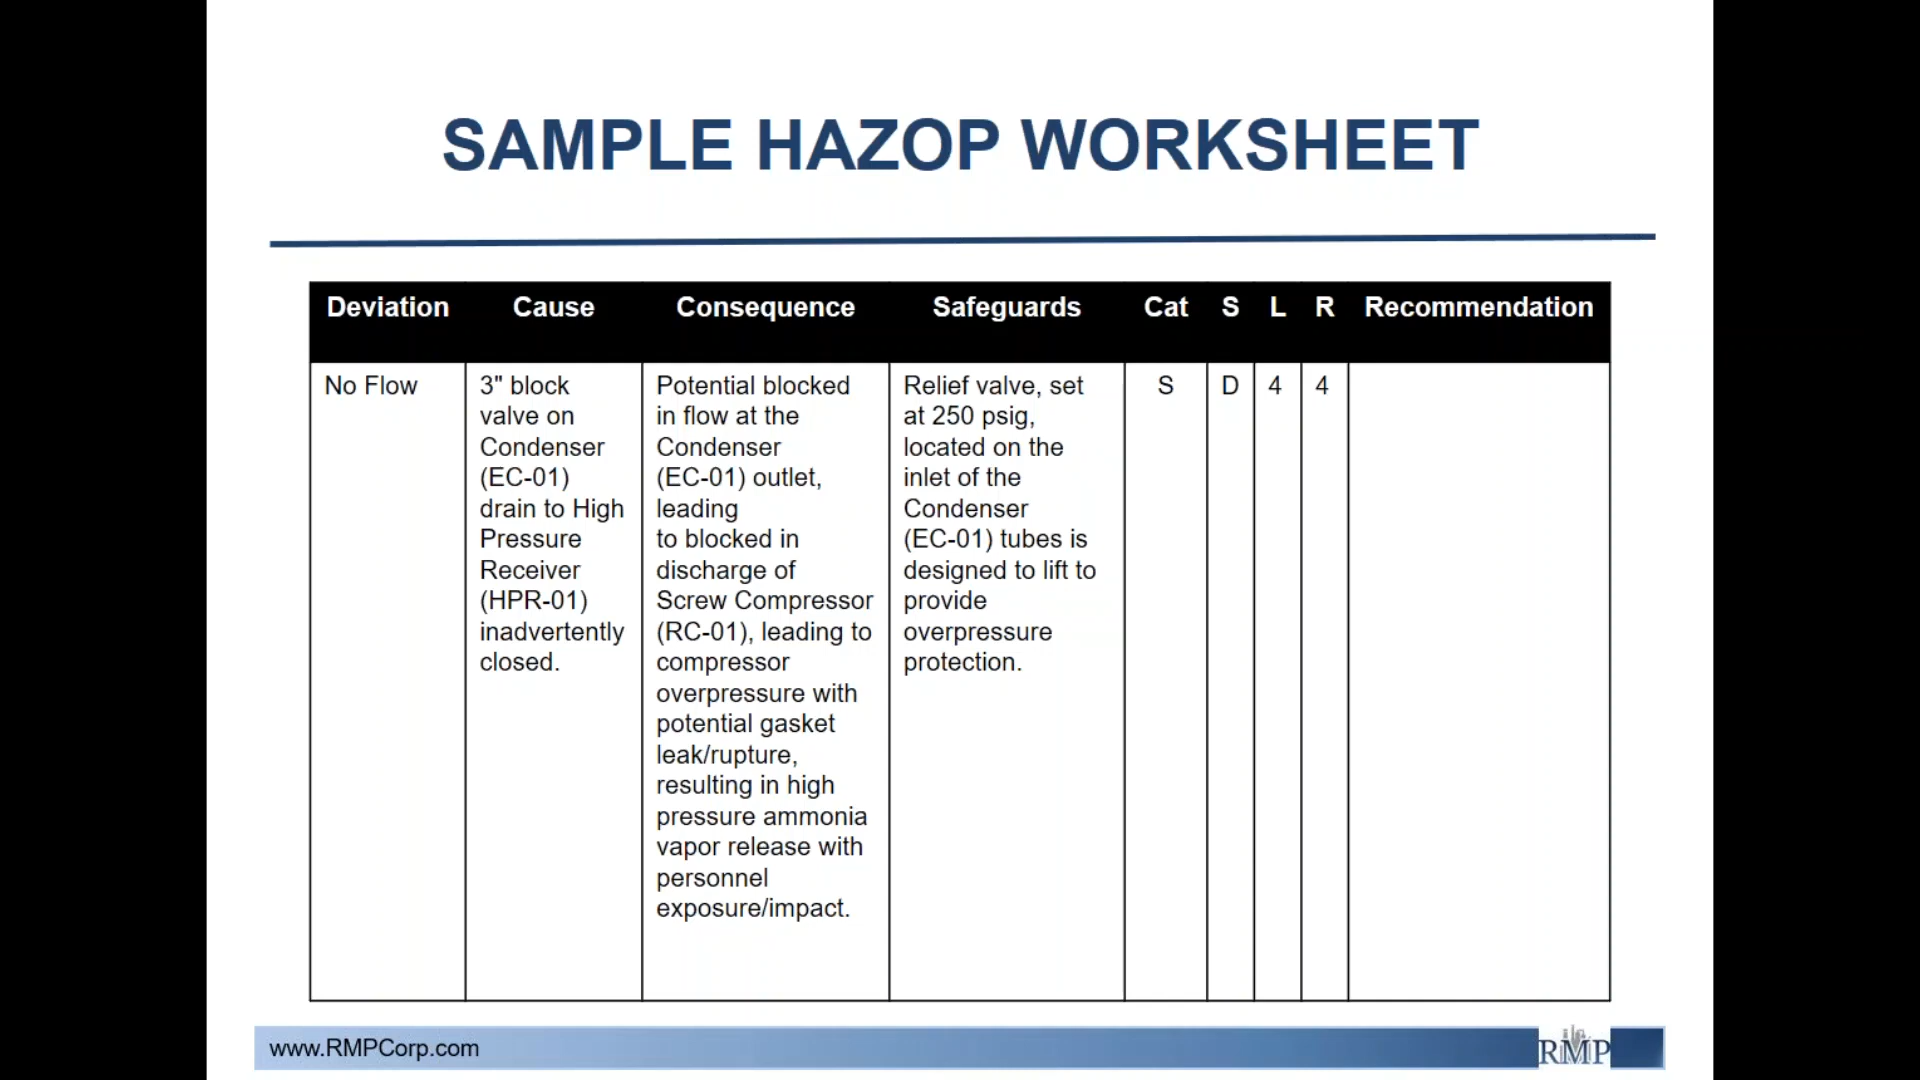 SAMPLE HAZOP WORKSHEET
Deviation Cause Consequence Safeguards Cat S L R Recommendation
No Flow
3" block
valve on
Condenser
(EC-01)
drain to High
Pressure
Receiver
(HPR-01)
inadvertently
closed.
Potential blocked
in flow at the
Condenser
(EC-01) outlet,
leading
to blocked in
discharge of
Screw Compressor
(RC-01), leading to
compressor
overpressure with
potential gasket
leak/rupture,
resulting in high
pressure ammonia
vapor release with
personnel
exposure/impact.
Relief valve, set
at 250 psig,
located on the
inlet of the
Condenser
(EC-01) tubes is
designed to lift to
provide
overpressure
protection.
S
D
4
4
www.RMPCorp.com
RMP